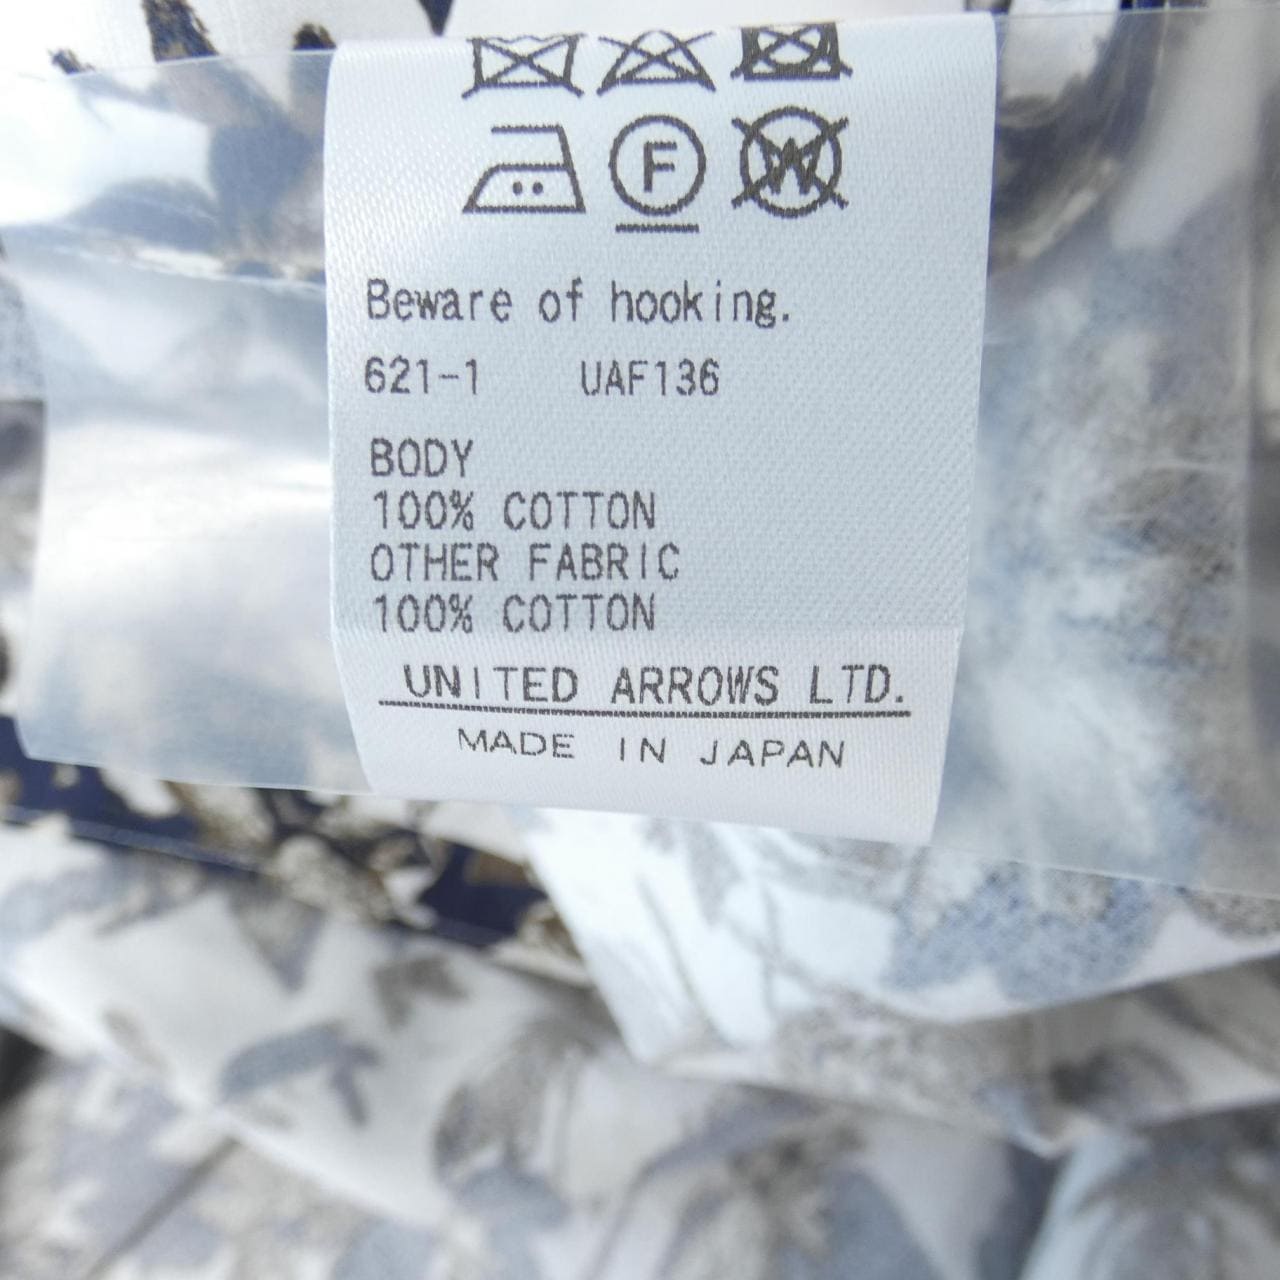 F W
Beware of hooking.
621-1 UAF136
BODY
100% COTTON
OTHER FABRIC
100% COTTON
UNITED ARROWS LTD.
MADE IN JAPAN